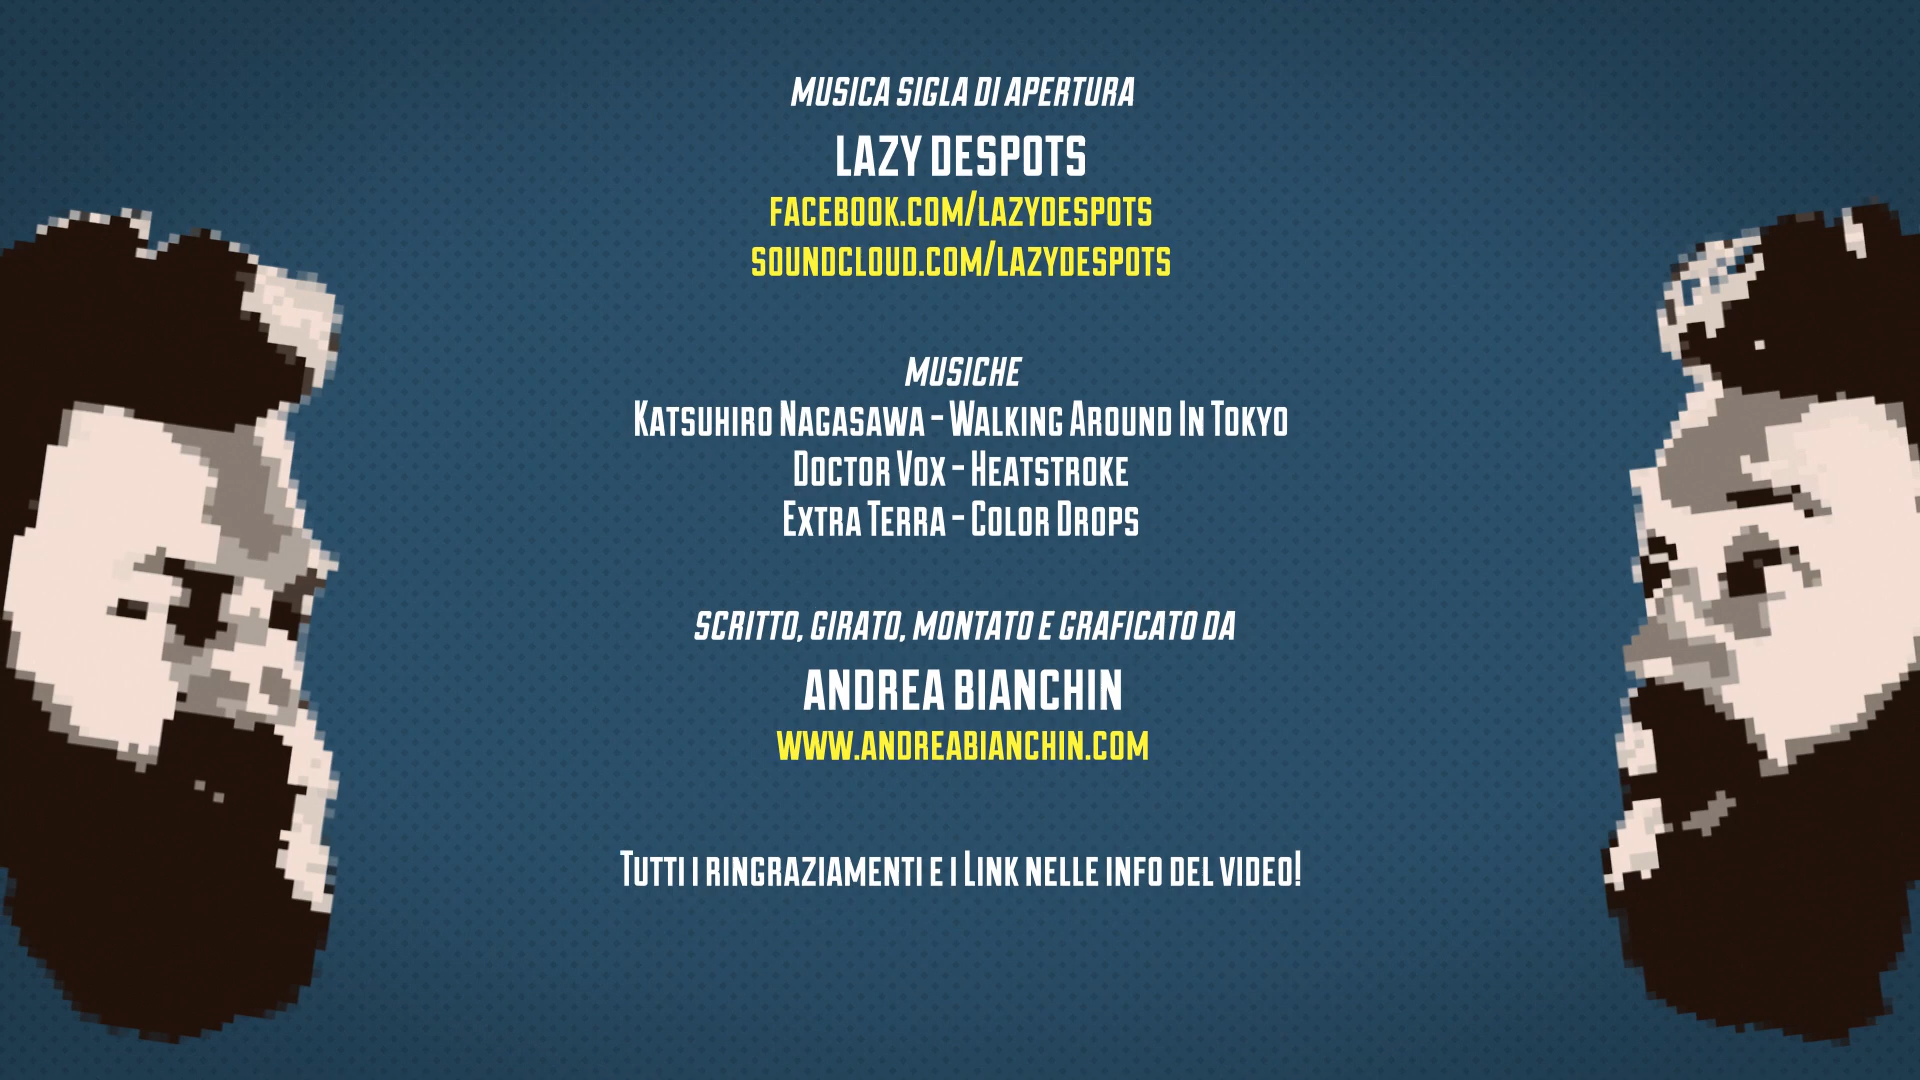 MUSICA SIGLA DI APERTURA
LAZY DESPOTS
FACEBOOK.COM/LAZYDESPOTS
SOUNDCLOUD.COM/LAZYDESPOTS
MUSICHE
Katsuhiro Nagasawa - Walking Around In Tokyo
Doctor Vox - Heatstroke
Extra Terra - Color Drops
SCRITTO, GIRATO, MONTATO E GRAFICATO DA
ANDREA BIANCHIN
WWW.ANDREABIANCHIN.COM
Tutti i ringraziamenti e i Link nelle info del video!